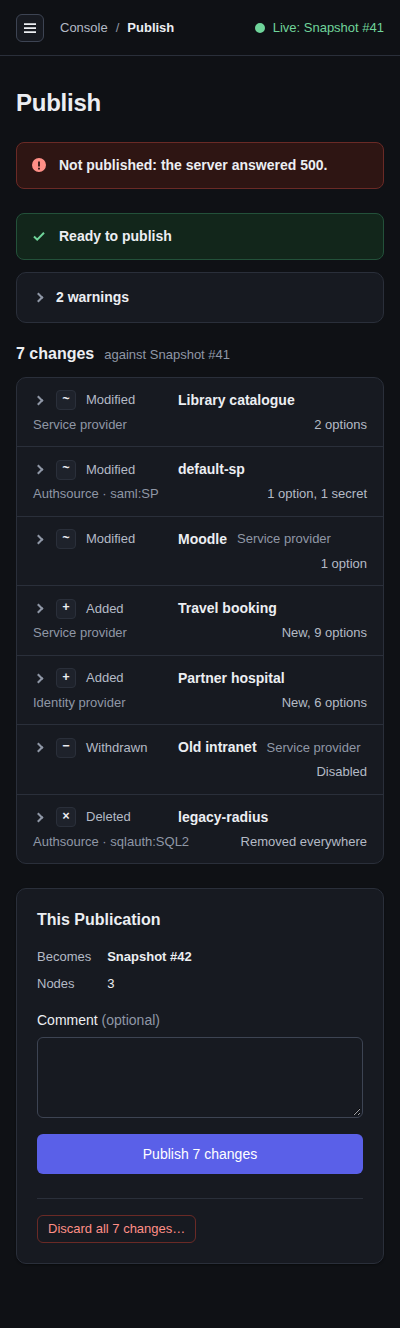 Console / Publish
Live: Snapshot #41
Publish
Not published: the server answered 500.
Ready to publish
2 warnings
7 changes against Snapshot #41
~ Modified Library catalogue
Service provider 2 options
~ Modified default-sp
Authsource · saml:SP 1 option, 1 secret
~ Modified Moodle Service provider
1 option
+ Added Travel booking
Service provider New, 9 options
+ Added Partner hospital
Identity provider New, 6 options
− Withdrawn Old intranet Service provider
Disabled
× Deleted legacy-radius
Authsource · sqlauth:SQL2 Removed everywhere
This Publication
Becomes Snapshot #42
Nodes 3
Comment (optional)
Publish 7 changes
Discard all 7 changes…